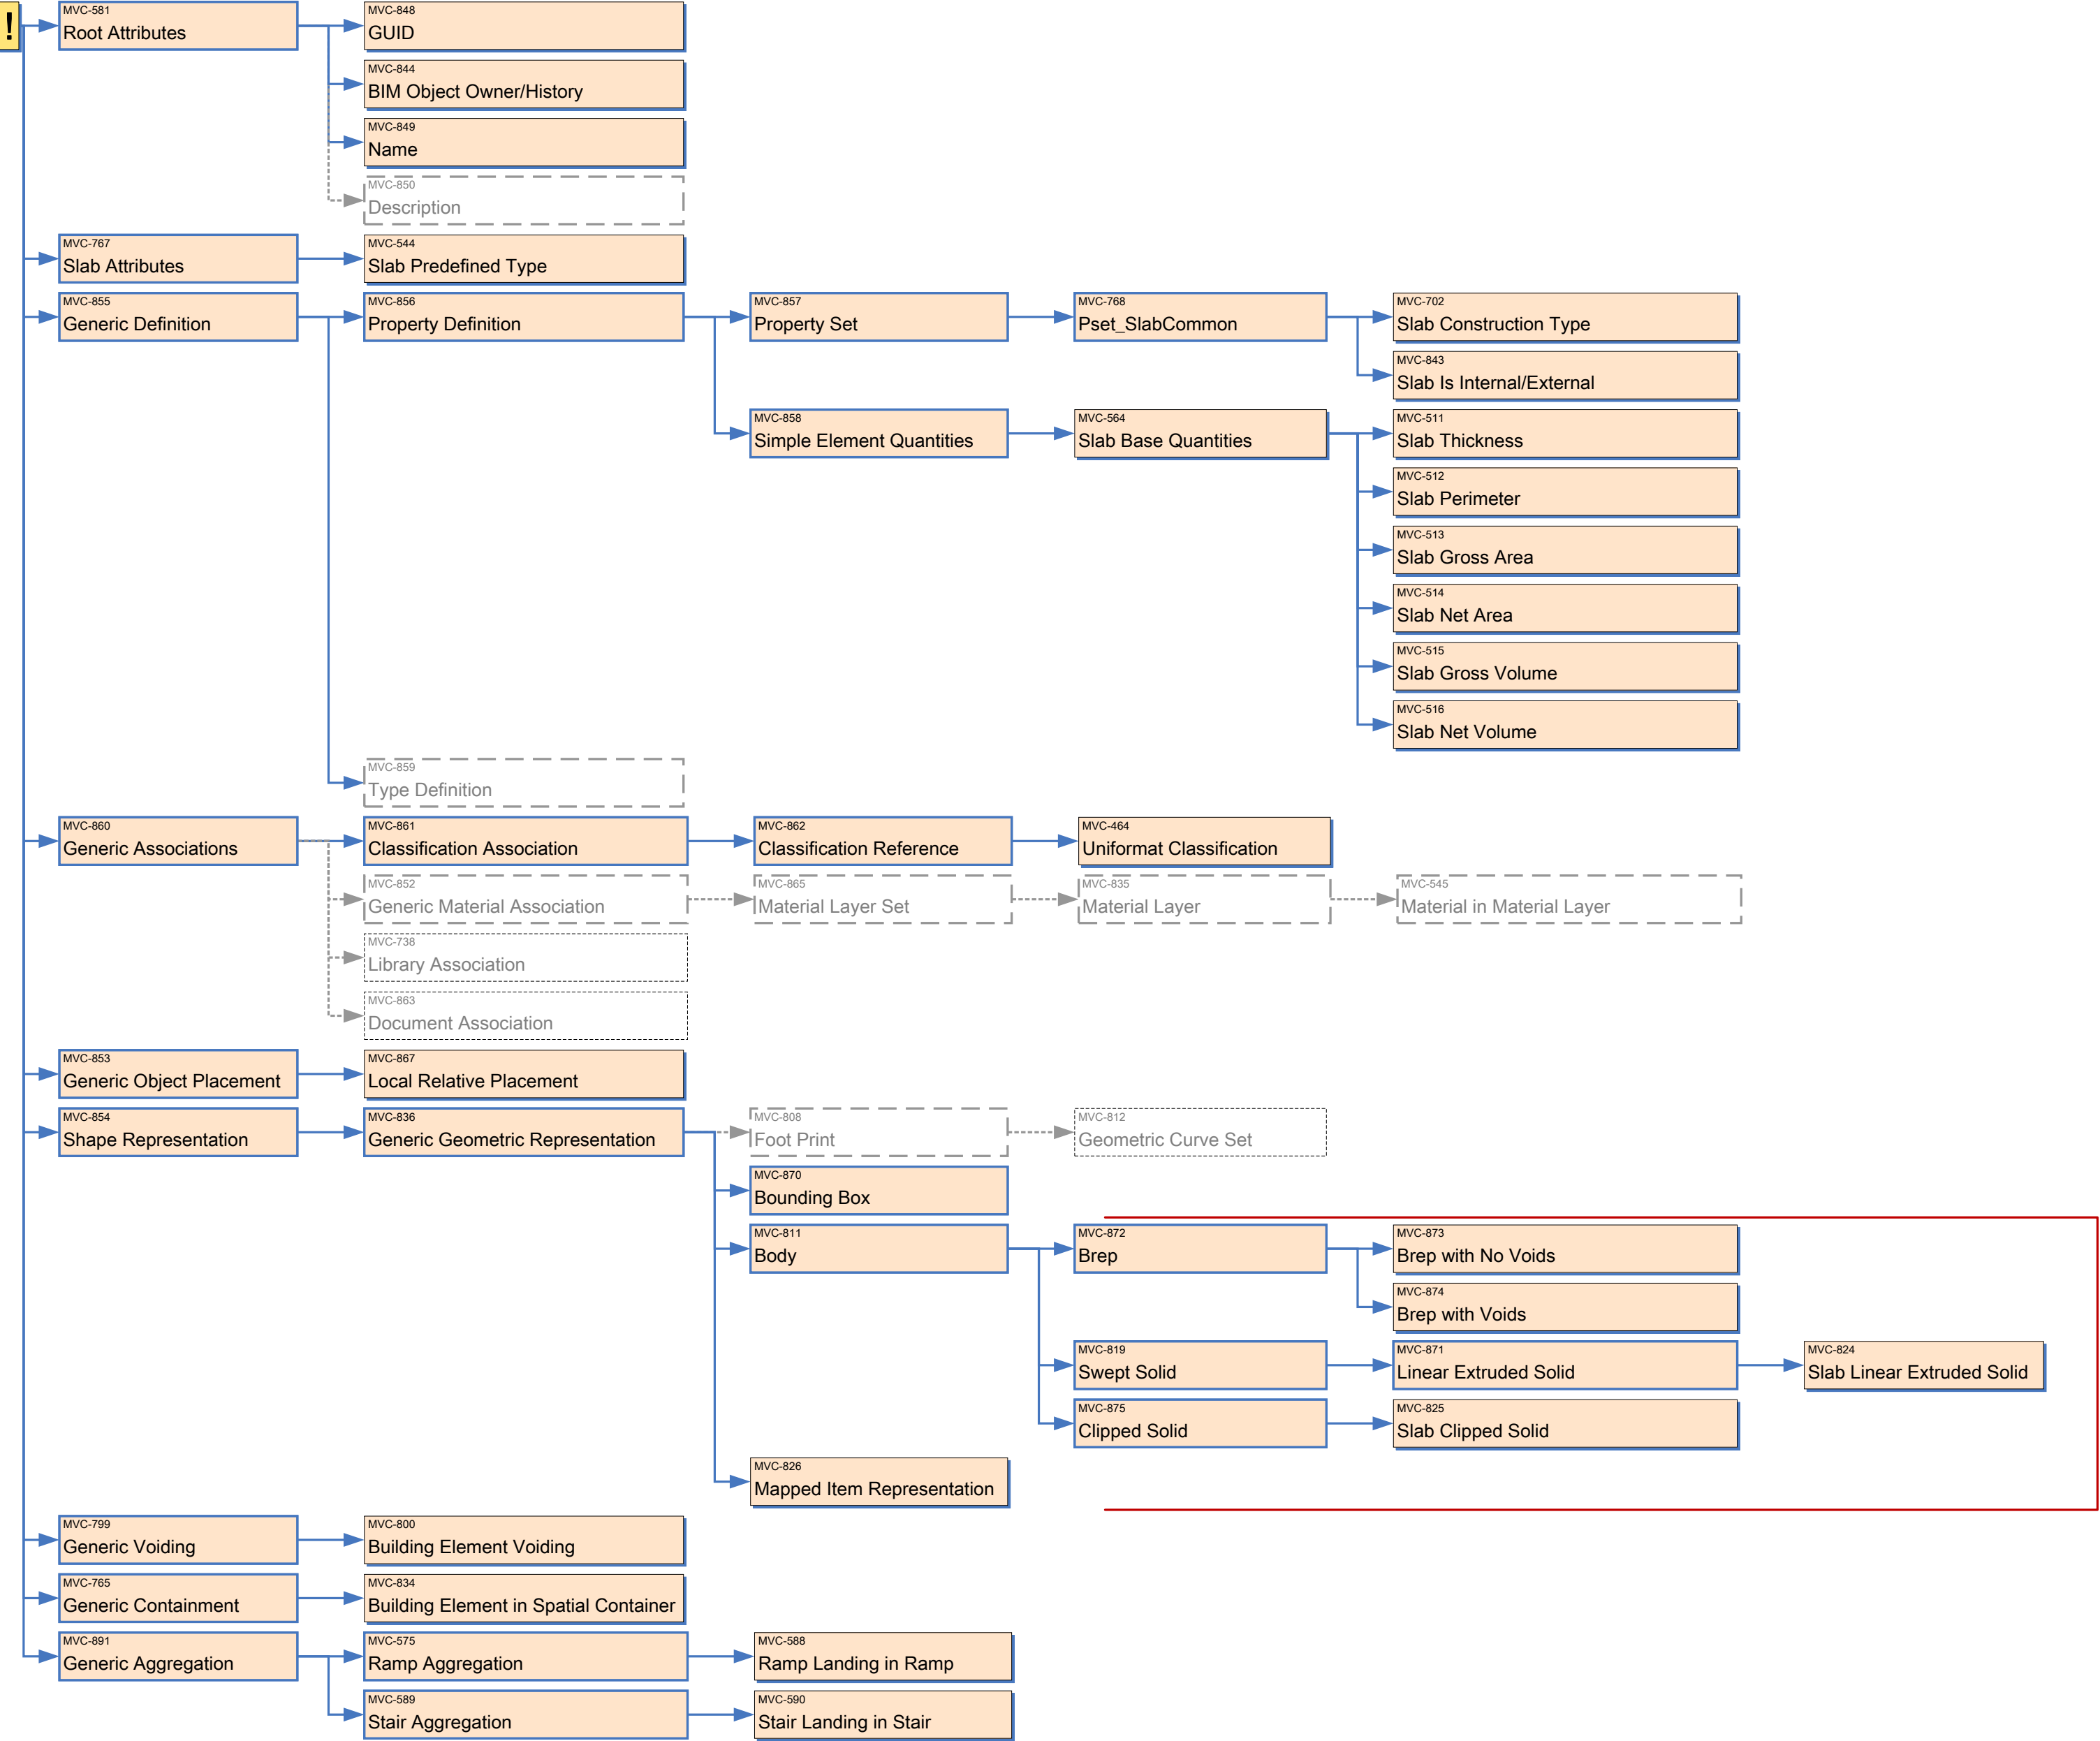 !
MVC-581
Root Attributes
MVC-848
GUID
MVC-844
BIM Object Owner/History
MVC-849
Name
MVC-850
Description
MVC-767
Slab Attributes
MVC-544
Slab Predefined Type
MVC-855
Generic Definition
MVC-856
Property Definition
MVC-857
Property Set
MVC-768
Pset_SlabCommon
MVC-702
Slab Construction Type
MVC-843
Slab Is Internal/External
MVC-858
Simple Element Quantities
MVC-564
Slab Base Quantities
MVC-511
Slab Thickness
MVC-512
Slab Perimeter
MVC-513
Slab Gross Area
MVC-514
Slab Net Area
MVC-515
Slab Gross Volume
MVC-516
Slab Net Volume
MVC-859
Type Definition
MVC-860
Generic Associations
MVC-861
Classification Association
MVC-862
Classification Reference
MVC-464
Uniformat Classification
MVC-852
Generic Material Association
MVC-865
Material Layer Set
MVC-835
Material Layer
MVC-545
Material in Material Layer
MVC-738
Library Association
MVC-863
Document Association
MVC-853
Generic Object Placement
MVC-867
Local Relative Placement
MVC-854
Shape Representation
MVC-836
Generic Geometric Representation
MVC-808
Foot Print
MVC-812
Geometric Curve Set
MVC-870
Bounding Box
MVC-811
Body
MVC-872
Brep
MVC-873
Brep with No Voids
MVC-874
Brep with Voids
MVC-819
Swept Solid
MVC-871
Linear Extruded Solid
MVC-824
Slab Linear Extruded Solid
MVC-875
Clipped Solid
MVC-825
Slab Clipped Solid
MVC-826
Mapped Item Representation
MVC-799
Generic Voiding
MVC-800
Building Element Voiding
MVC-765
Generic Containment
MVC-834
Building Element in Spatial Container
MVC-891
Generic Aggregation
MVC-575
Ramp Aggregation
MVC-588
Ramp Landing in Ramp
MVC-589
Stair Aggregation
MVC-590
Stair Landing in Stair